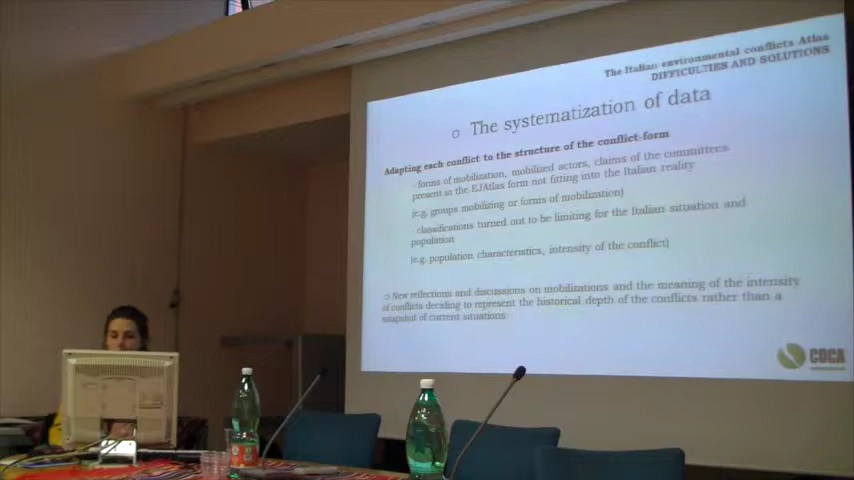 The Italian environmental conflicts Atlas
DIFFICULTIES AND SOLUTIONS
The systematization of data
Adapting each conflict to the structure of the conflict-form
- forms of mobilization, mobilized actors, claims of the committees
present in the EJAtlas form not fitting into the Italian reality
(e.g. groups mobilizing or forms of mobilization)
classifications turned out to be limiting for the Italian situation and
population
(e.g. population characteristics, intensity of the conflict)
New reflections and discussions on mobilizations and the meaning of the intensity
of conflicts deciding to represent the historical depth of the conflicts rather than a
snapshot of current situations.
CDCA